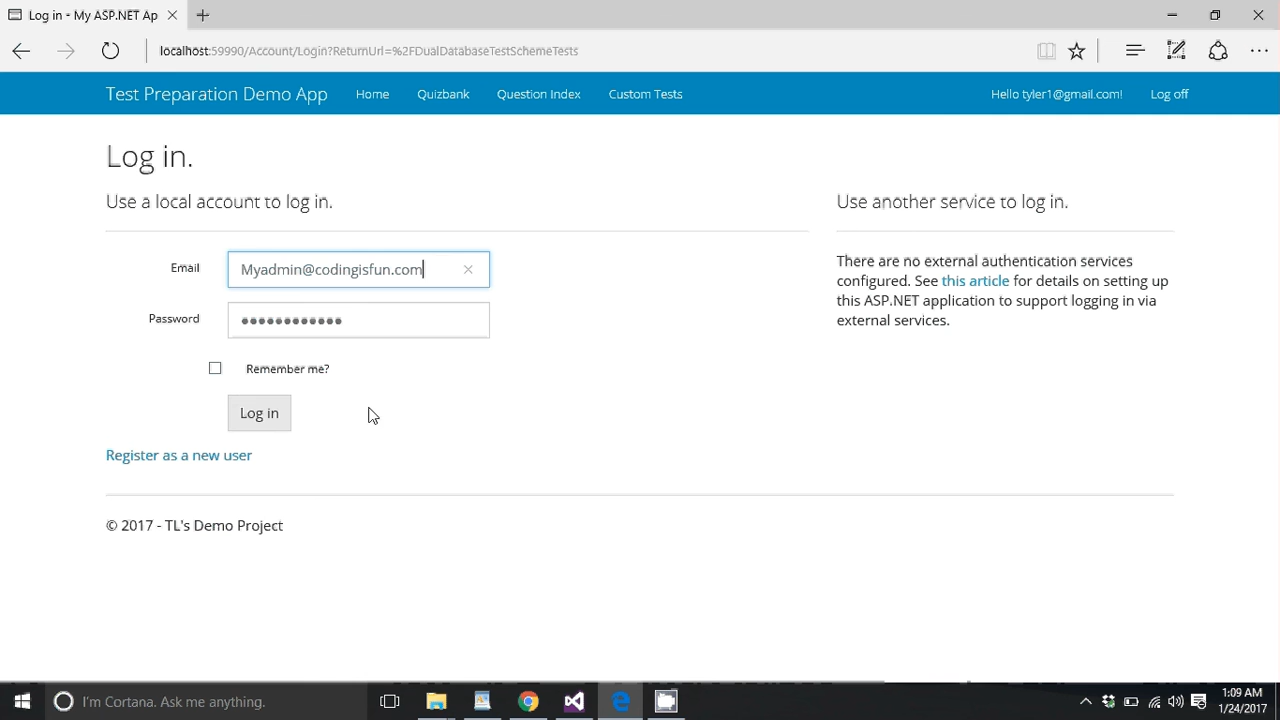 Log in - My ASP.NET Ap
localhost:59990/Account/Login?ReturnUrl=%2FDualDatabaseTestSchemeTests
Test Preparation Demo App Home Quizbank Question Index Custom Tests Hello tyler1@gmail.com! Log off
Log in.
Use a local account to log in.
Email Myadmin@codingisfun.com
Password
Remember me?
Log in
Register as a new user
Use another service to log in.
There are no external authentication services
configured. See this article for details on setting up
this ASP.NET application to support logging in via
external services.
© 2017 - TL's Demo Project
I'm Cortana. Ask me anything.
1:09 AM
1/24/2017